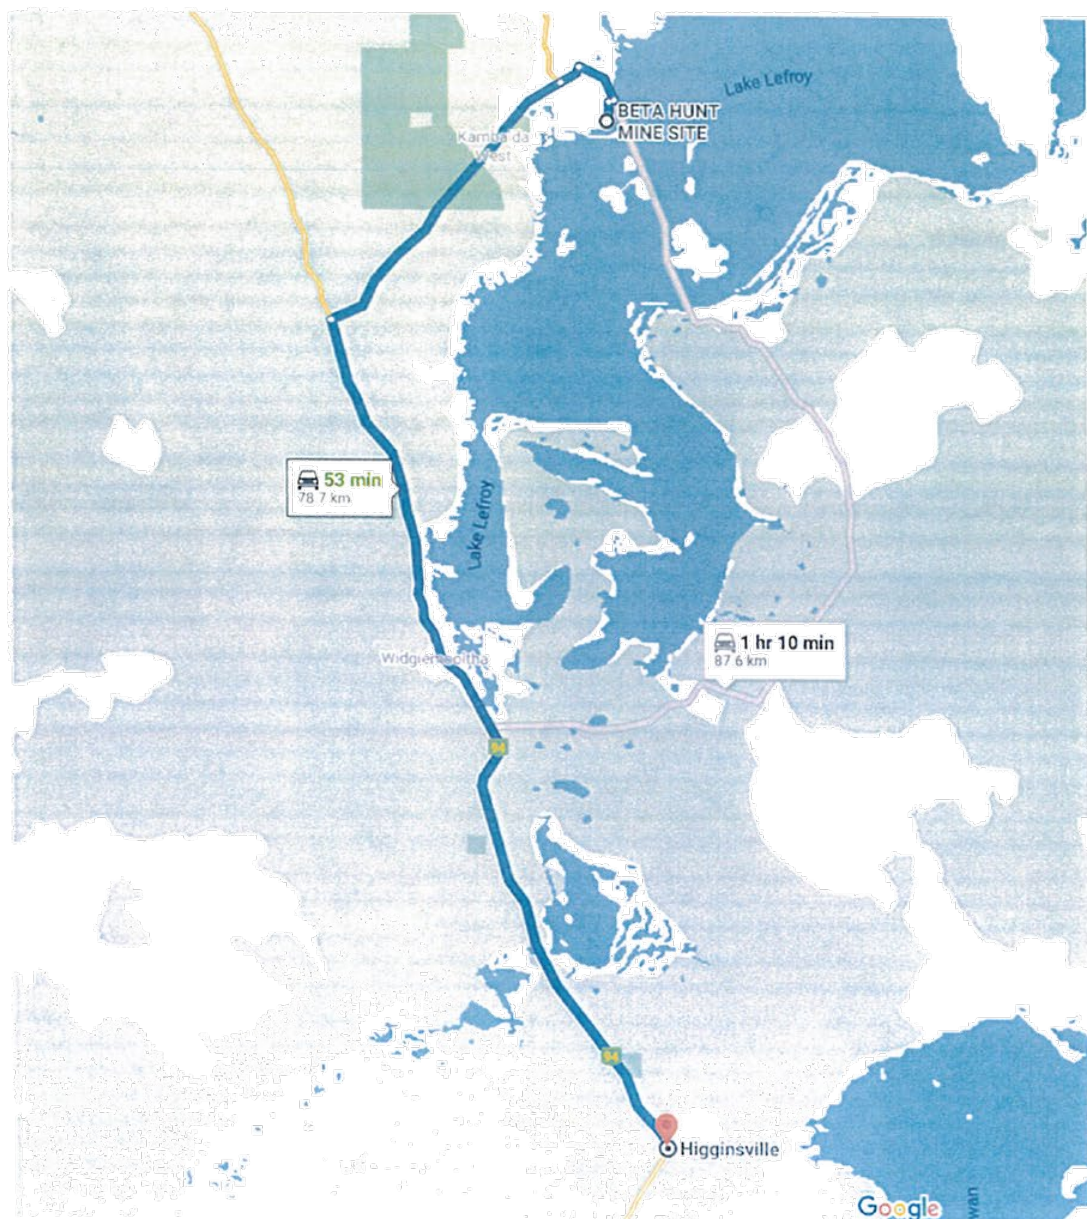 Lake Lefroy
BETA HUNT
MINE SITE
West
53 min
78.7 km
Lake Lefroy
1 hr 10 min
87.6 km
94
94
Higginsville
Google